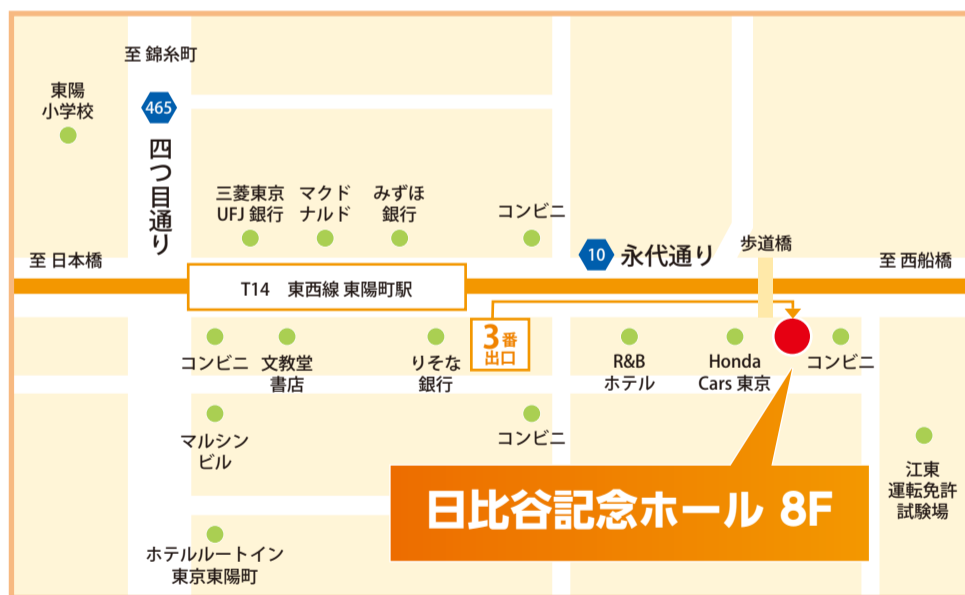 至 錦糸町
東陽
小学校
465
四つ目通り
三菱東京
UFJ 銀行
マクド
ナルド
みずほ
銀行
コンビニ
10 永代通り
歩道橋
至 日本橋
至 西船橋
T14 東西線 東陽町駅
3番
出口
コンビニ
文教堂
書店
りそな
銀行
R&B
ホテル
Honda
Cars 東京
コンビニ
マルシン
ビル
コンビニ
江東
運転免許
試験場
日比谷記念ホール 8F
ホテルルートイン
東京東陽町